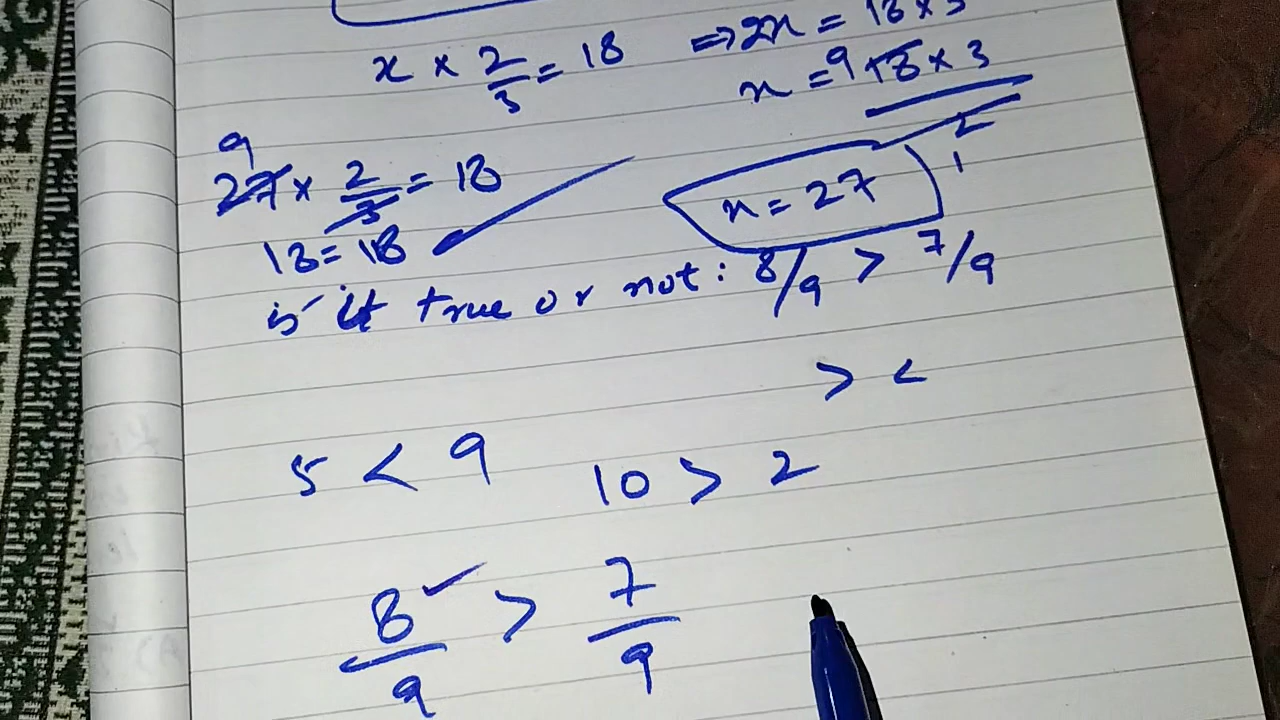 x × 2/3 = 18 ⇒ 2x = 18 × 3
x = 9 18 × 3
2 1
9
27 × 2/3 = 18
x = 27
18 = 18
is it true or not: 8/9 > 7/9
> <
5 < 9 10 > 2
8/9 > 7/9